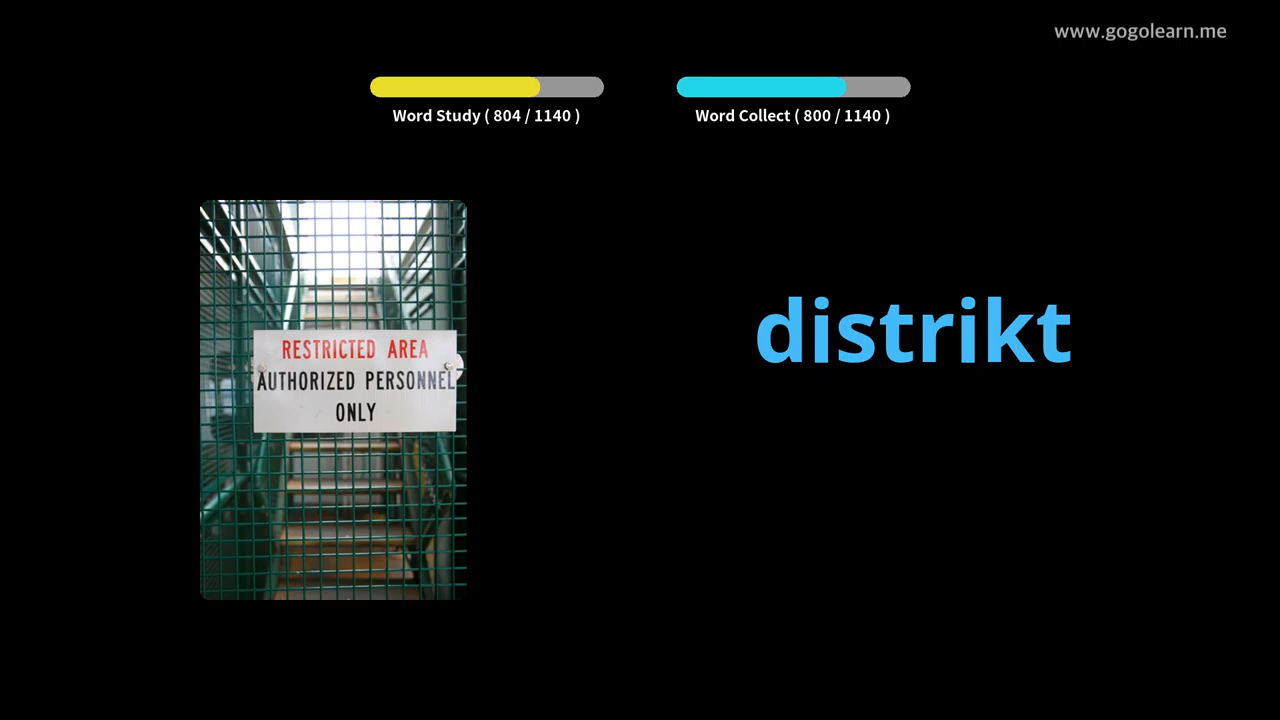 www.gogolearn.me
Word Study ( 804 / 1140 )
Word Collect ( 800 / 1140 )
RESTRICTED AREA
AUTHORIZED PERSONNEL
ONLY
distrikt